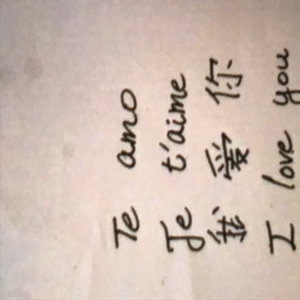 Te amo
Je t'aime
我 爱 你
I love you